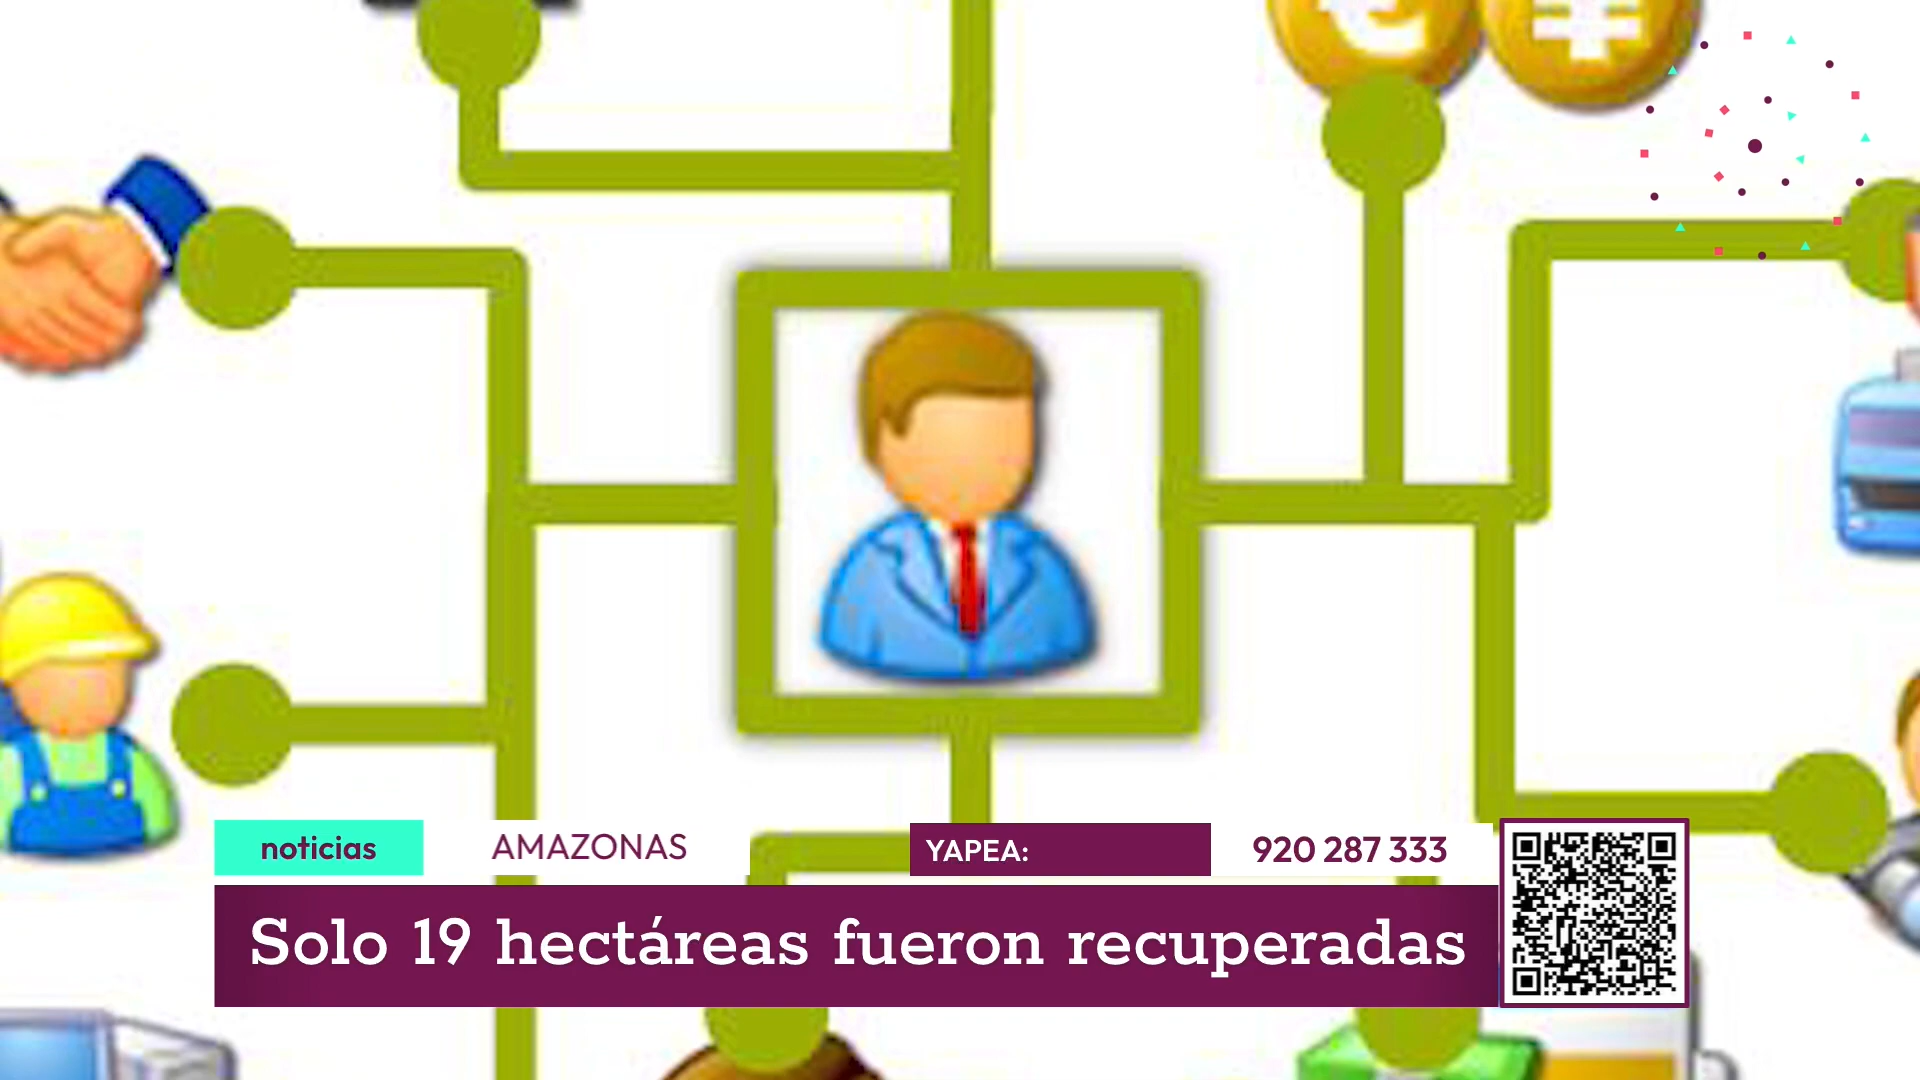 noticias AMAZONAS YAPEA: 920 287 333
Solo 19 hectáreas fueron recuperadas